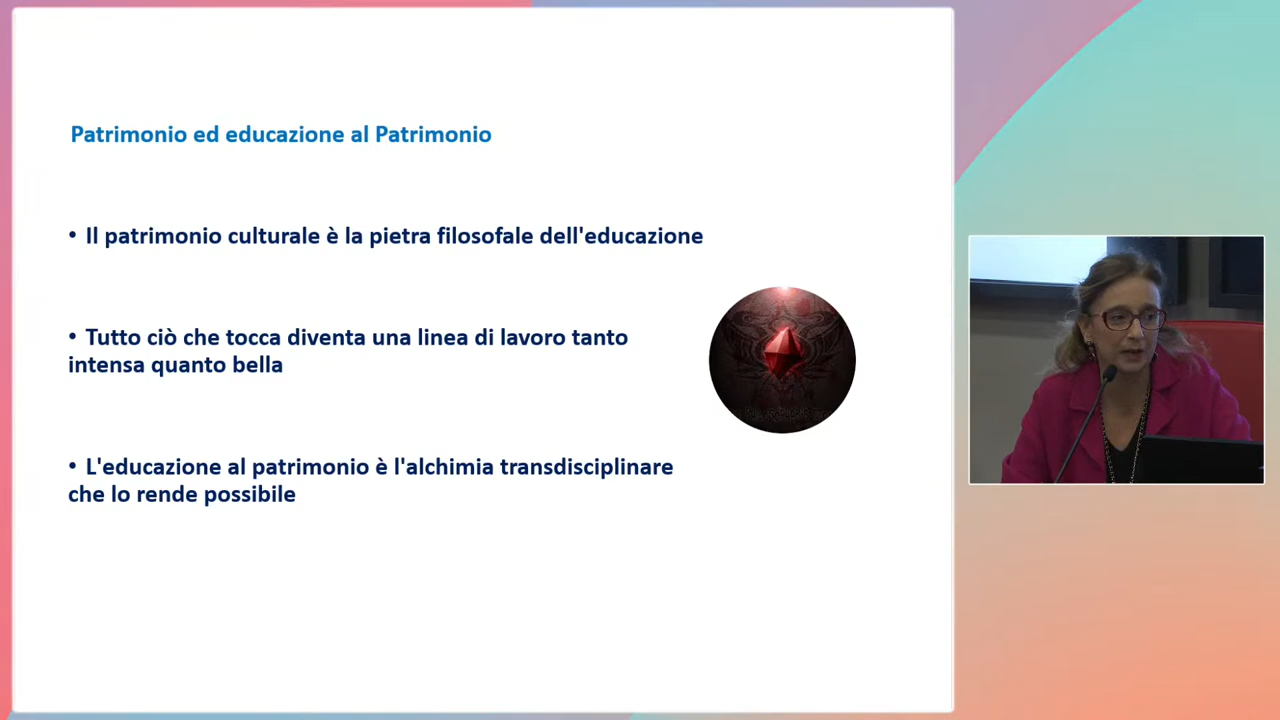 Patrimonio ed educazione al Patrimonio
• Il patrimonio culturale è la pietra filosofale dell'educazione
• Tutto ciò che tocca diventa una linea di lavoro tanto
intensa quanto bella
• L'educazione al patrimonio è l'alchimia transdisciplinare
che lo rende possibile